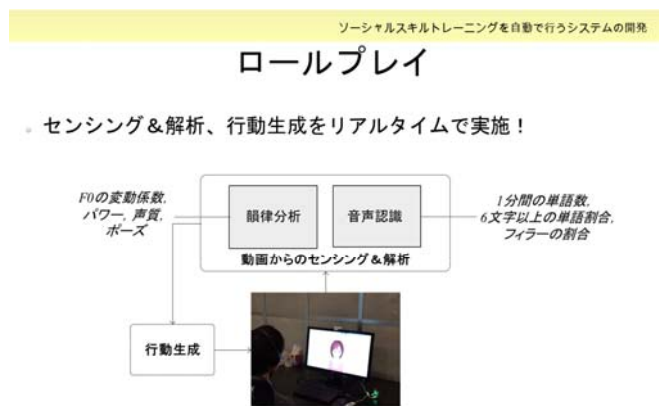 ソーシャルスキルトレーニングを自動で行うシステムの開発
ロールプレイ
センシング＆解析、行動生成をリアルタイムで実施！
F0の変動係数,
パワー, 声質,
ポーズ
韻律分析
音声認識
1分間の単語数,
6文字以上の単語割合,
フィラーの割合
動画からのセンシング＆解析
行動生成